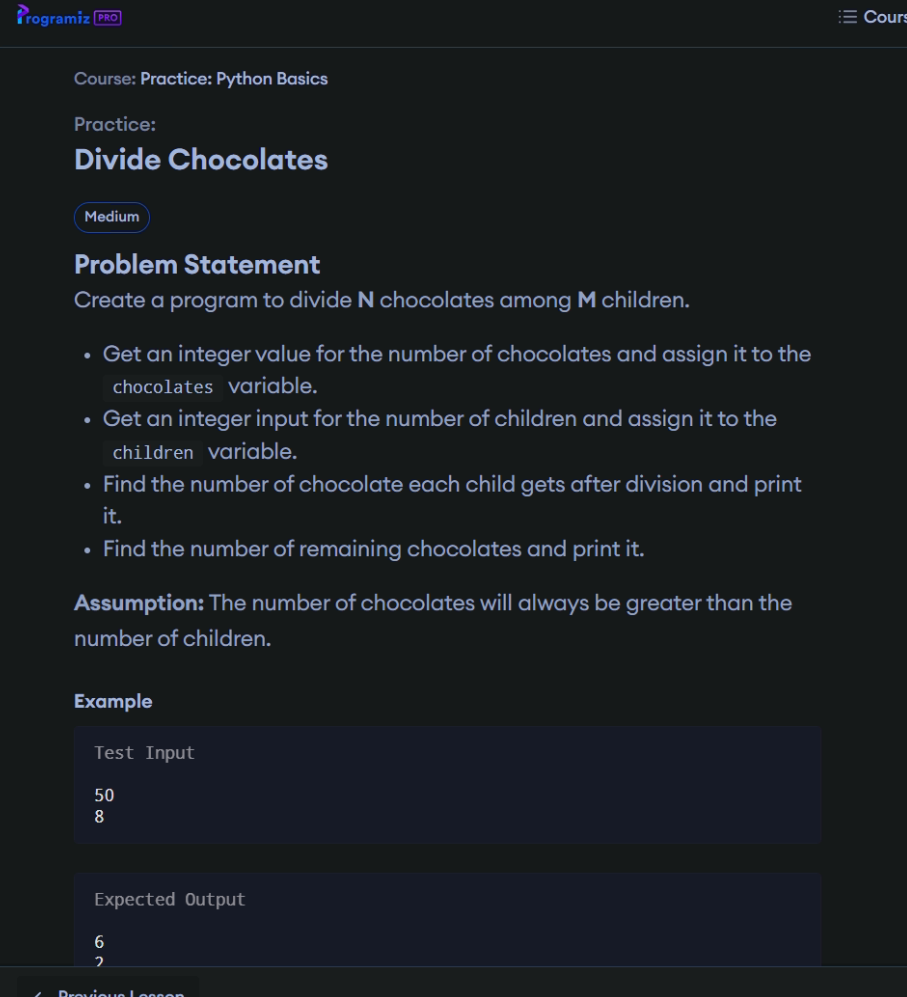 Programiz PRO
Cours
Course: Practice: Python Basics
Practice:
Divide Chocolates
Medium
Problem Statement
Create a program to divide N chocolates among M children.
• Get an integer value for the number of chocolates and assign it to the
chocolates variable.
• Get an integer input for the number of children and assign it to the
children variable.
• Find the number of chocolate each child gets after division and print
it.
• Find the number of remaining chocolates and print it.
Assumption: The number of chocolates will always be greater than the
number of children.
Example
Test Input
50
8
Expected Output
6
2
Previous Lesson